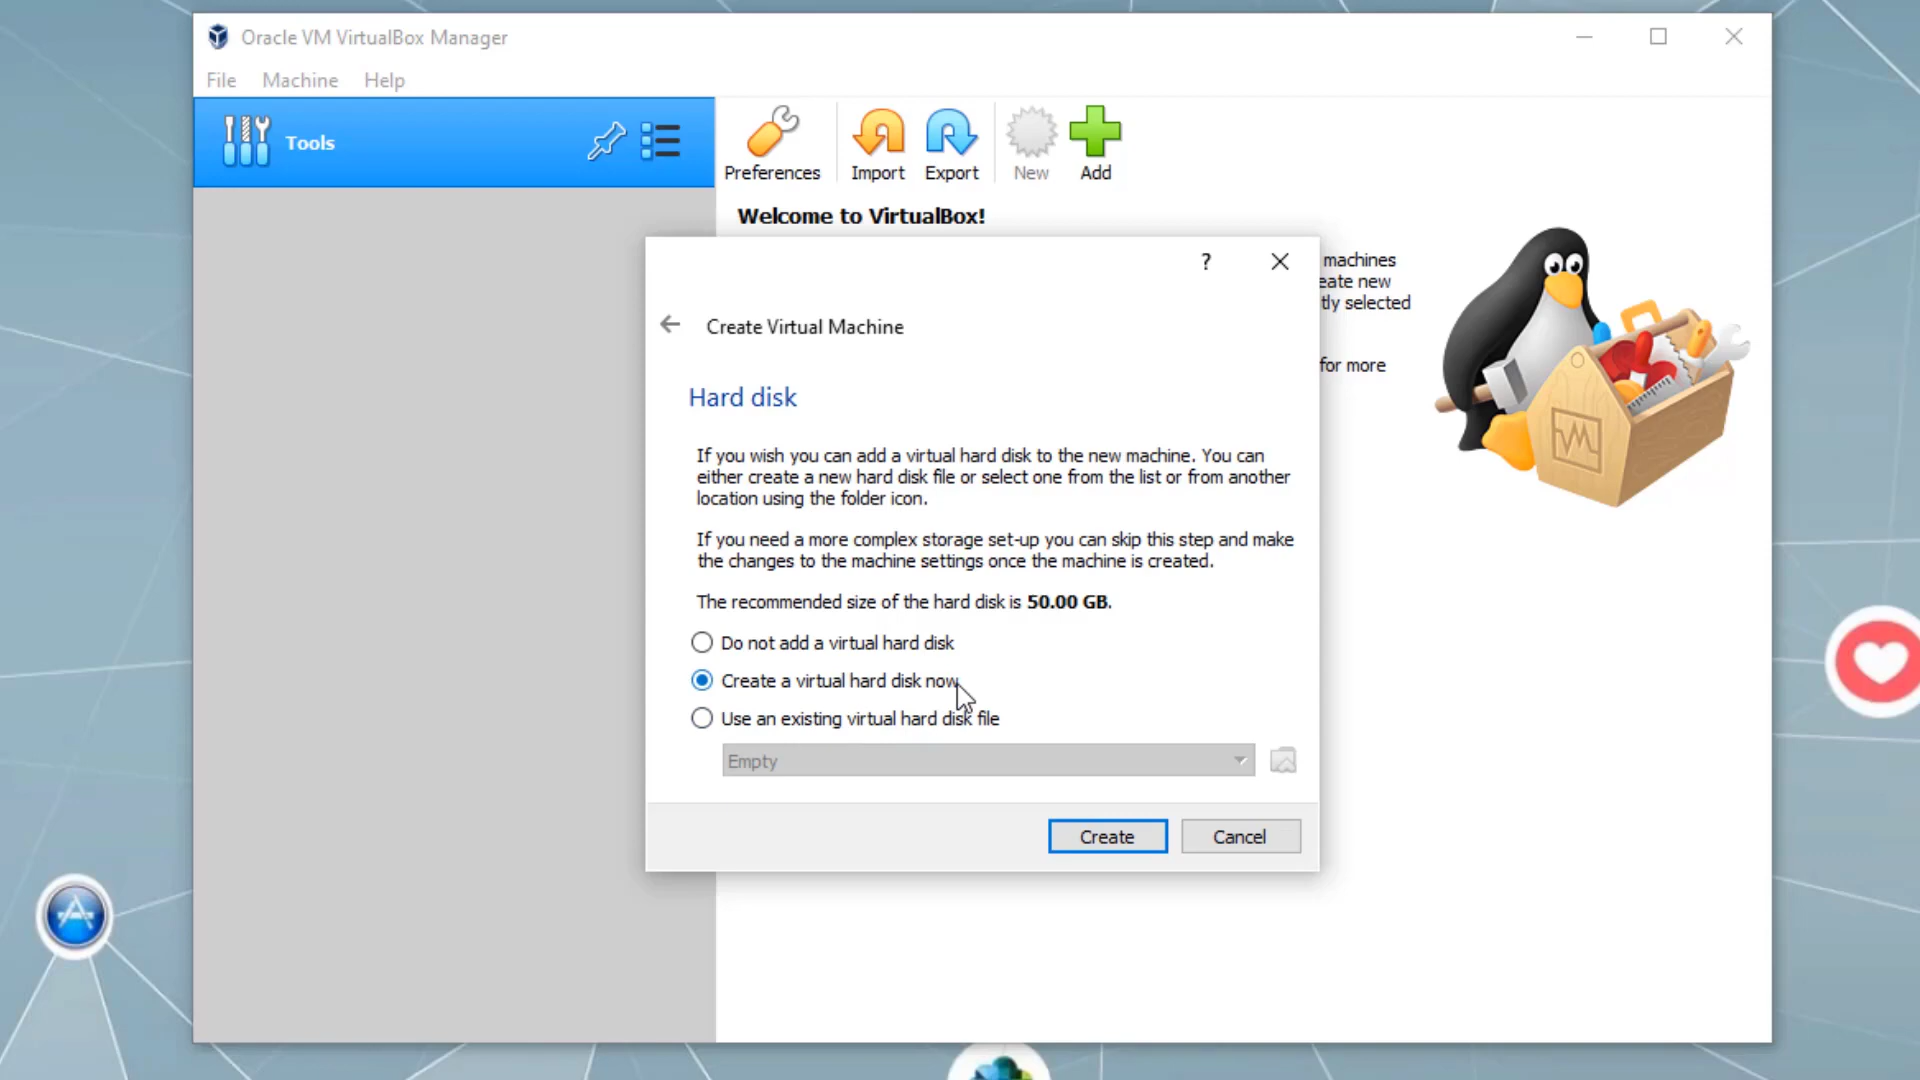 Oracle VM VirtualBox Manager
File Machine Help
Tools
Preferences Import Export New Add
Welcome to VirtualBox!
machines
eate new
tly selected
for more
?
Create Virtual Machine
Hard disk
If you wish you can add a virtual hard disk to the new machine. You can
either create a new hard disk file or select one from the list or from another
location using the folder icon.
If you need a more complex storage set-up you can skip this step and make
the changes to the machine settings once the machine is created.
The recommended size of the hard disk is 50.00 GB.
Do not add a virtual hard disk
Create a virtual hard disk now
Use an existing virtual hard disk file
Empty
Create Cancel